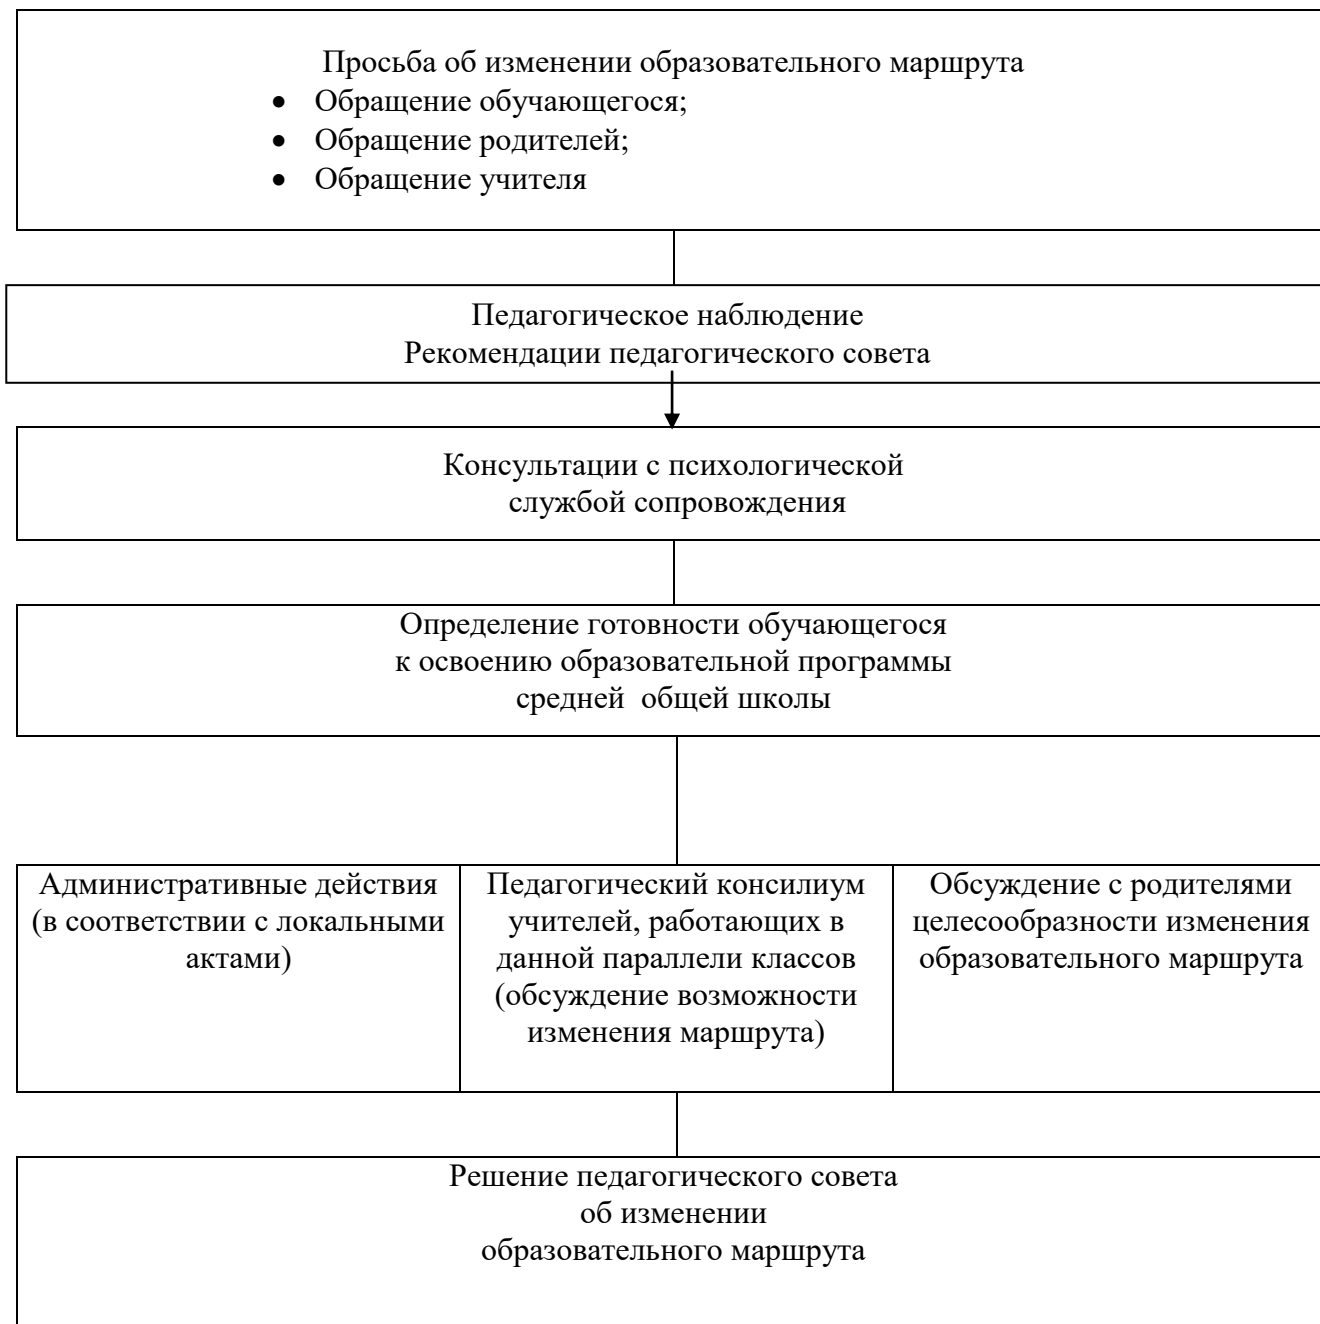 Просьба об изменении образовательного маршрута
• Обращение обучающегося;
• Обращение родителей;
• Обращение учителя
Педагогическое наблюдение
Рекомендации педагогического совета
Консультации с психологической
службой сопровождения
Определение готовности обучающегося
к освоению образовательной программы
средней общей школы
Административные действия
(в соответствии с локальными
актами)
Педагогический консилиум
учителей, работающих в
данной параллели классов
(обсуждение возможности
изменения маршрута)
Обсуждение с родителями
целесообразности изменения
образовательного маршрута
Решение педагогического совета
об изменении
образовательного маршрута